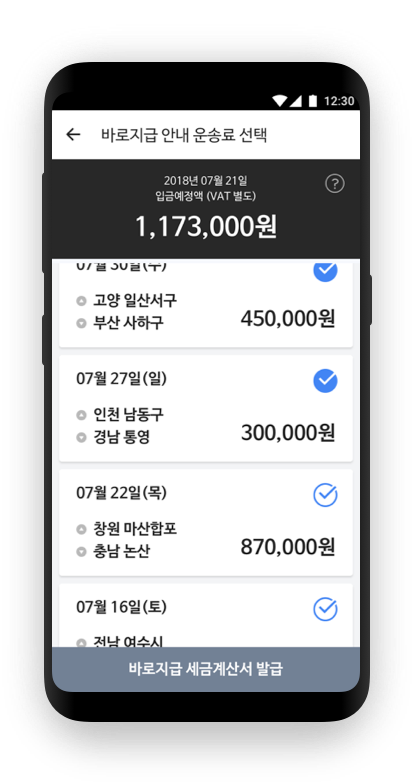 12:30
바로지급 안내 운송료 선택
2018년 07월 21일
입금예정액 (VAT 별도)
?
1,173,000원
07월 30일(수)
고양 일산서구
부산 사하구
450,000원
07월 27일(일)
인천 남동구
경남 통영
300,000원
07월 22일(목)
창원 마산합포
충남 논산
870,000원
07월 16일(토)
전남 여수시
바로지급 세금계산서 발급